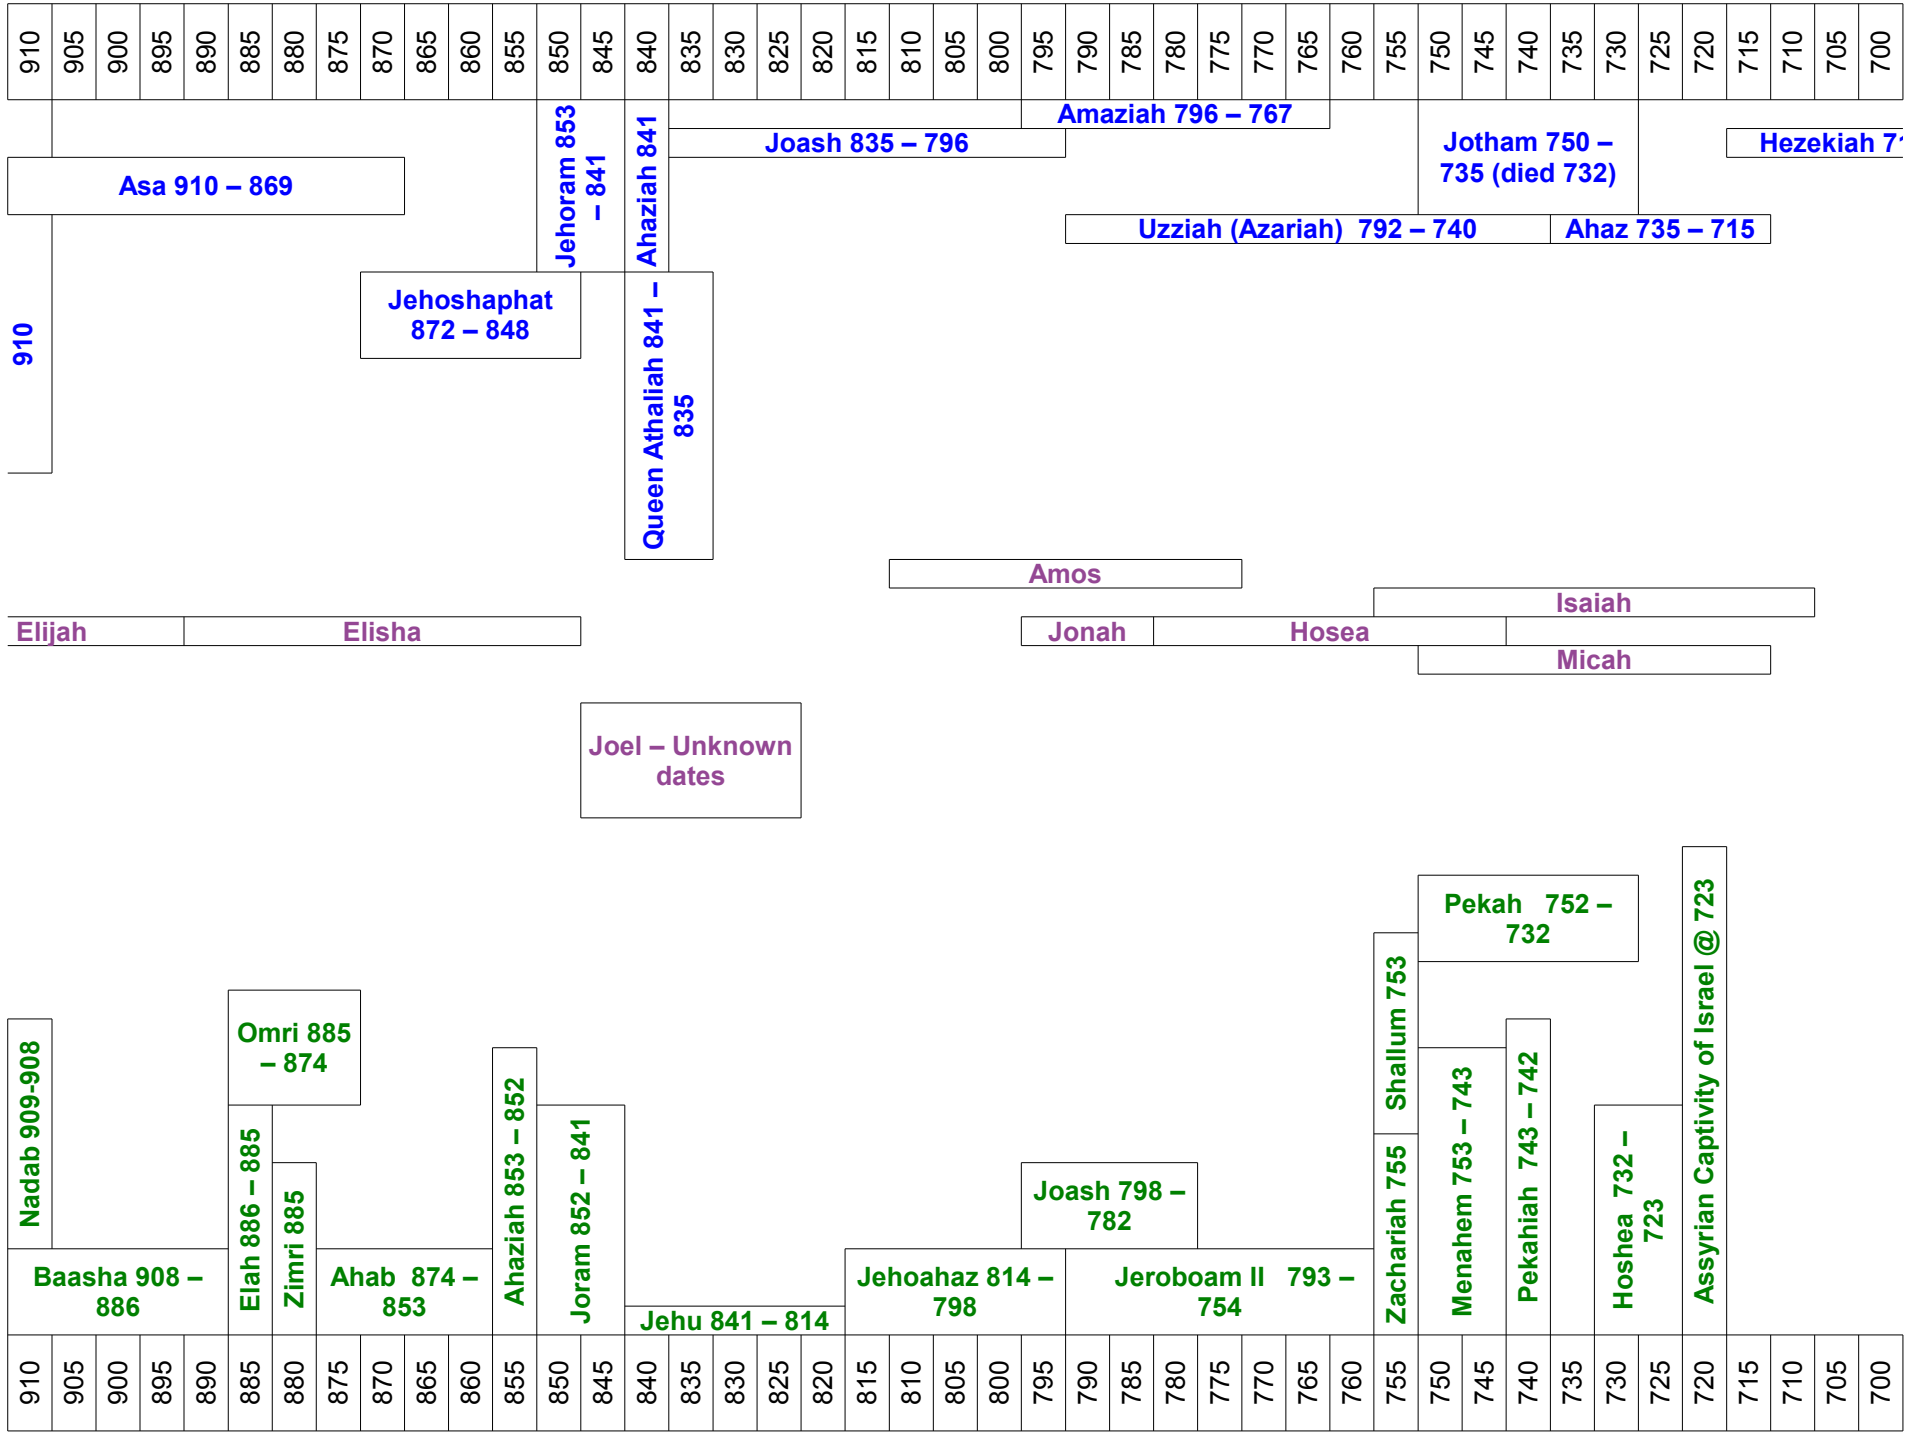 910 905 900 895 890 885 880 875 870 865 860 855 850 845 840 835 830 825 820 815 810 805 800 795 790 785 780 775 770 765 760 755 750 745 740 735 730 725 720 715 710 705 700
910
Asa 910 – 869
Jehoshaphat
872 – 848
Jehoram 853
– 841
Ahaziah 841
Queen Athaliah 841 –
835
Joash 835 – 796
Amaziah 796 – 767
Uzziah (Azariah) 792 – 740
Jotham 750 –
735 (died 732)
Ahaz 735 – 715
Hezekiah 71
Elijah
Elisha
Joel – Unknown
dates
Amos
Jonah
Hosea
Isaiah
Micah
Nadab 909-908
Baasha 908 –
886
Elah 886 – 885
Zimri 885
Omri 885
– 874
Ahab 874 –
853
Ahaziah 853 – 852
Joram 852 – 841
Jehu 841 – 814
Jehoahaz 814 –
798
Joash 798 –
782
Jeroboam II 793 –
754
Zachariah 755
Shallum 753
Menahem 753 – 743
Pekah 752 –
732
Pekahiah 743 – 742
Hoshea 732 –
723
Assyrian Captivity of Israel @ 723
910 905 900 895 890 885 880 875 870 865 860 855 850 845 840 835 830 825 820 815 810 805 800 795 790 785 780 775 770 765 760 755 750 745 740 735 730 725 720 715 710 705 700